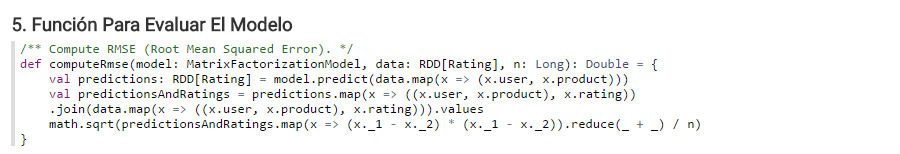 5. Función Para Evaluar El Modelo
/** Compute RMSE (Root Mean Squared Error). */
def computeRmse(model: MatrixFactorizationModel, data: RDD[Rating], n: Long): Double = {
    val predictions: RDD[Rating] = model.predict(data.map(x => (x.user, x.product)))
    val predictionsAndRatings = predictions.map(x => ((x.user, x.product), x.rating))
    .join(data.map(x => ((x.user, x.product), x.rating))).values
    math.sqrt(predictionsAndRatings.map(x => (x._1 - x._2) * (x._1 - x._2)).reduce(_ + _) / n)
}